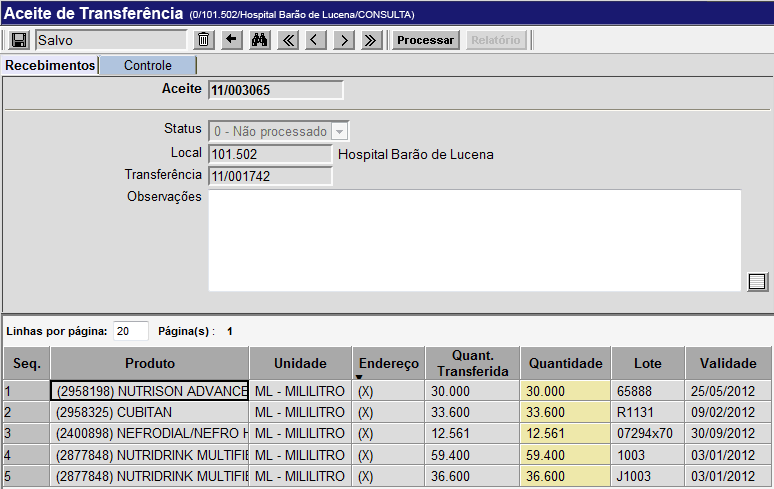 Aceite de Transferência (0/101.502/Hospital Barão de Lucena/CONSULTA)
Salvo Processar Relatório
Recebimentos Controle
Aceite 11/003065
Status 0 - Não processado
Local 101.502 Hospital Barão de Lucena
Transferência 11/001742
Observações
Linhas por página: 20 Página(s) : 1
Seq. Produto Unidade Endereço Quant. Transferida Quantidade Lote Validade
1 (2958198) NUTRISON ADVANCE ML - MILILITRO (X) 30.000 30.000 65888 25/05/2012
2 (2958325) CUBITAN ML - MILILITRO (X) 33.600 33.600 R1131 09/02/2012
3 (2400898) NEFRODIAL/NEFRO H ML - MILILITRO (X) 12.561 12.561 07294x70 30/09/2012
4 (2877848) NUTRIDRINK MULTIFIE ML - MILILITRO (X) 59.400 59.400 1003 03/01/2012
5 (2877848) NUTRIDRINK MULTIFIE ML - MILILITRO (X) 36.600 36.600 J1003 03/01/2012